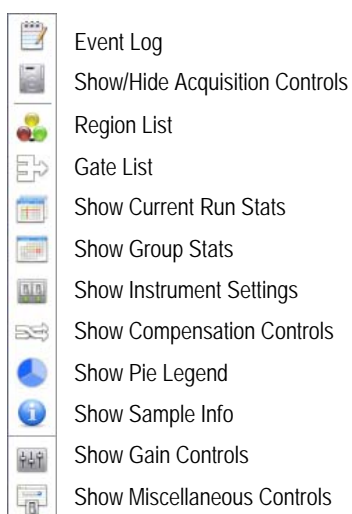 Event Log
Show/Hide Acquisition Controls
Region List
Gate List
Show Current Run Stats
Show Group Stats
Show Instrument Settings
Show Compensation Controls
Show Pie Legend
Show Sample Info
Show Gain Controls
Show Miscellaneous Controls